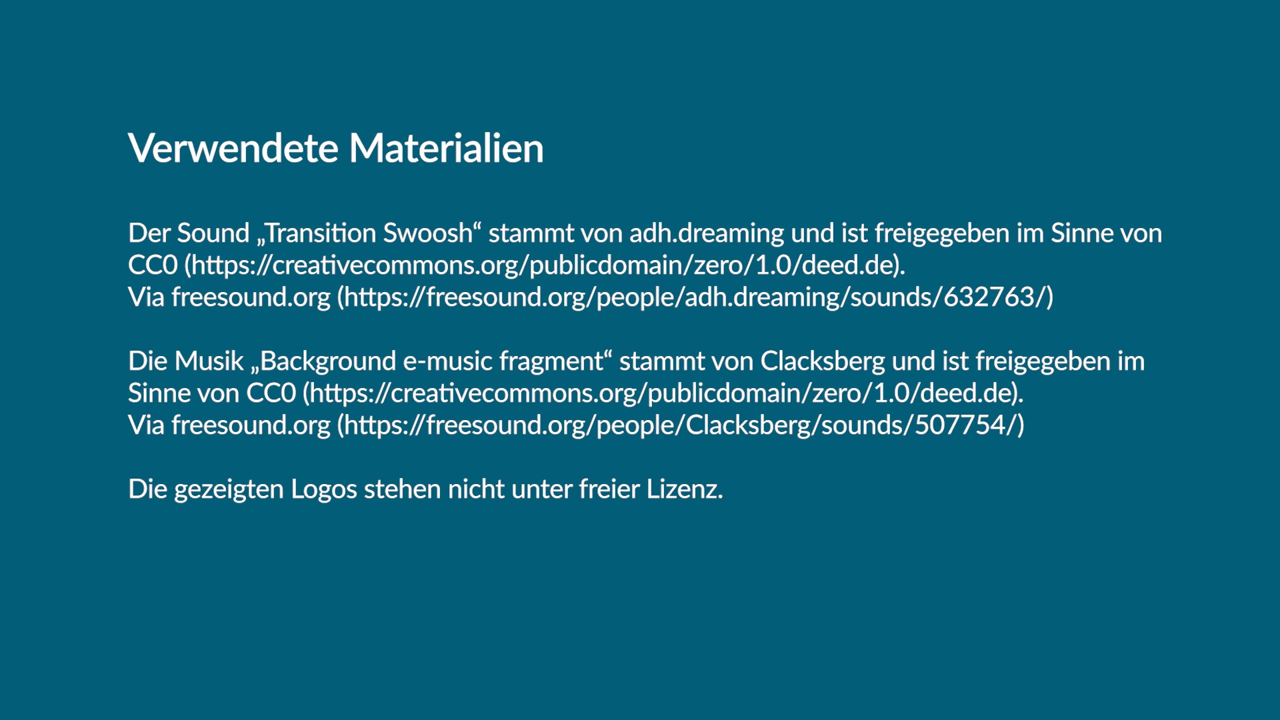 Verwendete Materialien
Der Sound „Transition Swoosh“ stammt von adh.dreaming und ist freigegeben im Sinne von
CC0 (https://creativecommons.org/publicdomain/zero/1.0/deed.de).
Via freesound.org (https://freesound.org/people/adh.dreaming/sounds/632763/)
Die Musik „Background e-music fragment“ stammt von Clacksberg und ist freigegeben im
Sinne von CC0 (https://creativecommons.org/publicdomain/zero/1.0/deed.de).
Via freesound.org (https://freesound.org/people/Clacksberg/sounds/507754/)
Die gezeigten Logos stehen nicht unter freier Lizenz.